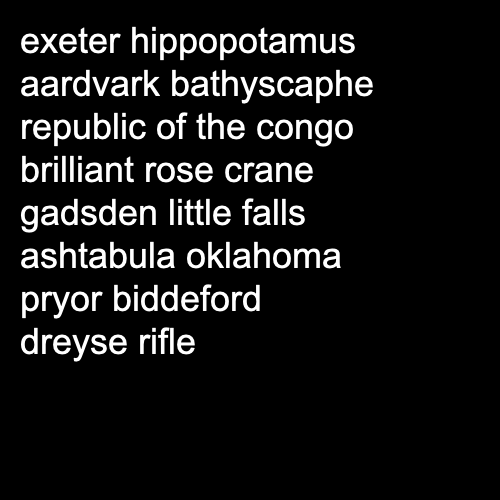 exeter hippopotamus
aardvark bathyscaphe
republic of the congo
brilliant rose crane
gadsden little falls
ashtabula oklahoma
pryor biddeford
dreyse rifle